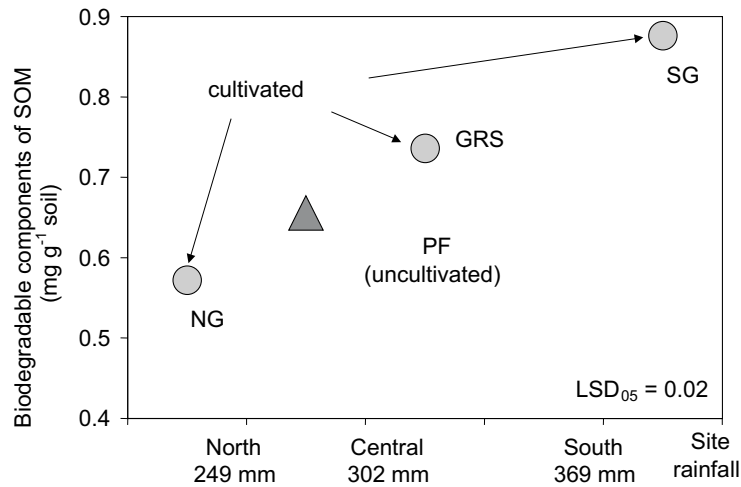 Biodegradable components of SOM
(mg g⁻¹ soil)
0.9
0.8
0.7
0.6
0.5
0.4
cultivated
SG
GRS
PF
(uncultivated)
NG
LSD₀₅ = 0.02
North
249 mm
Central
302 mm
South
369 mm
Site
rainfall